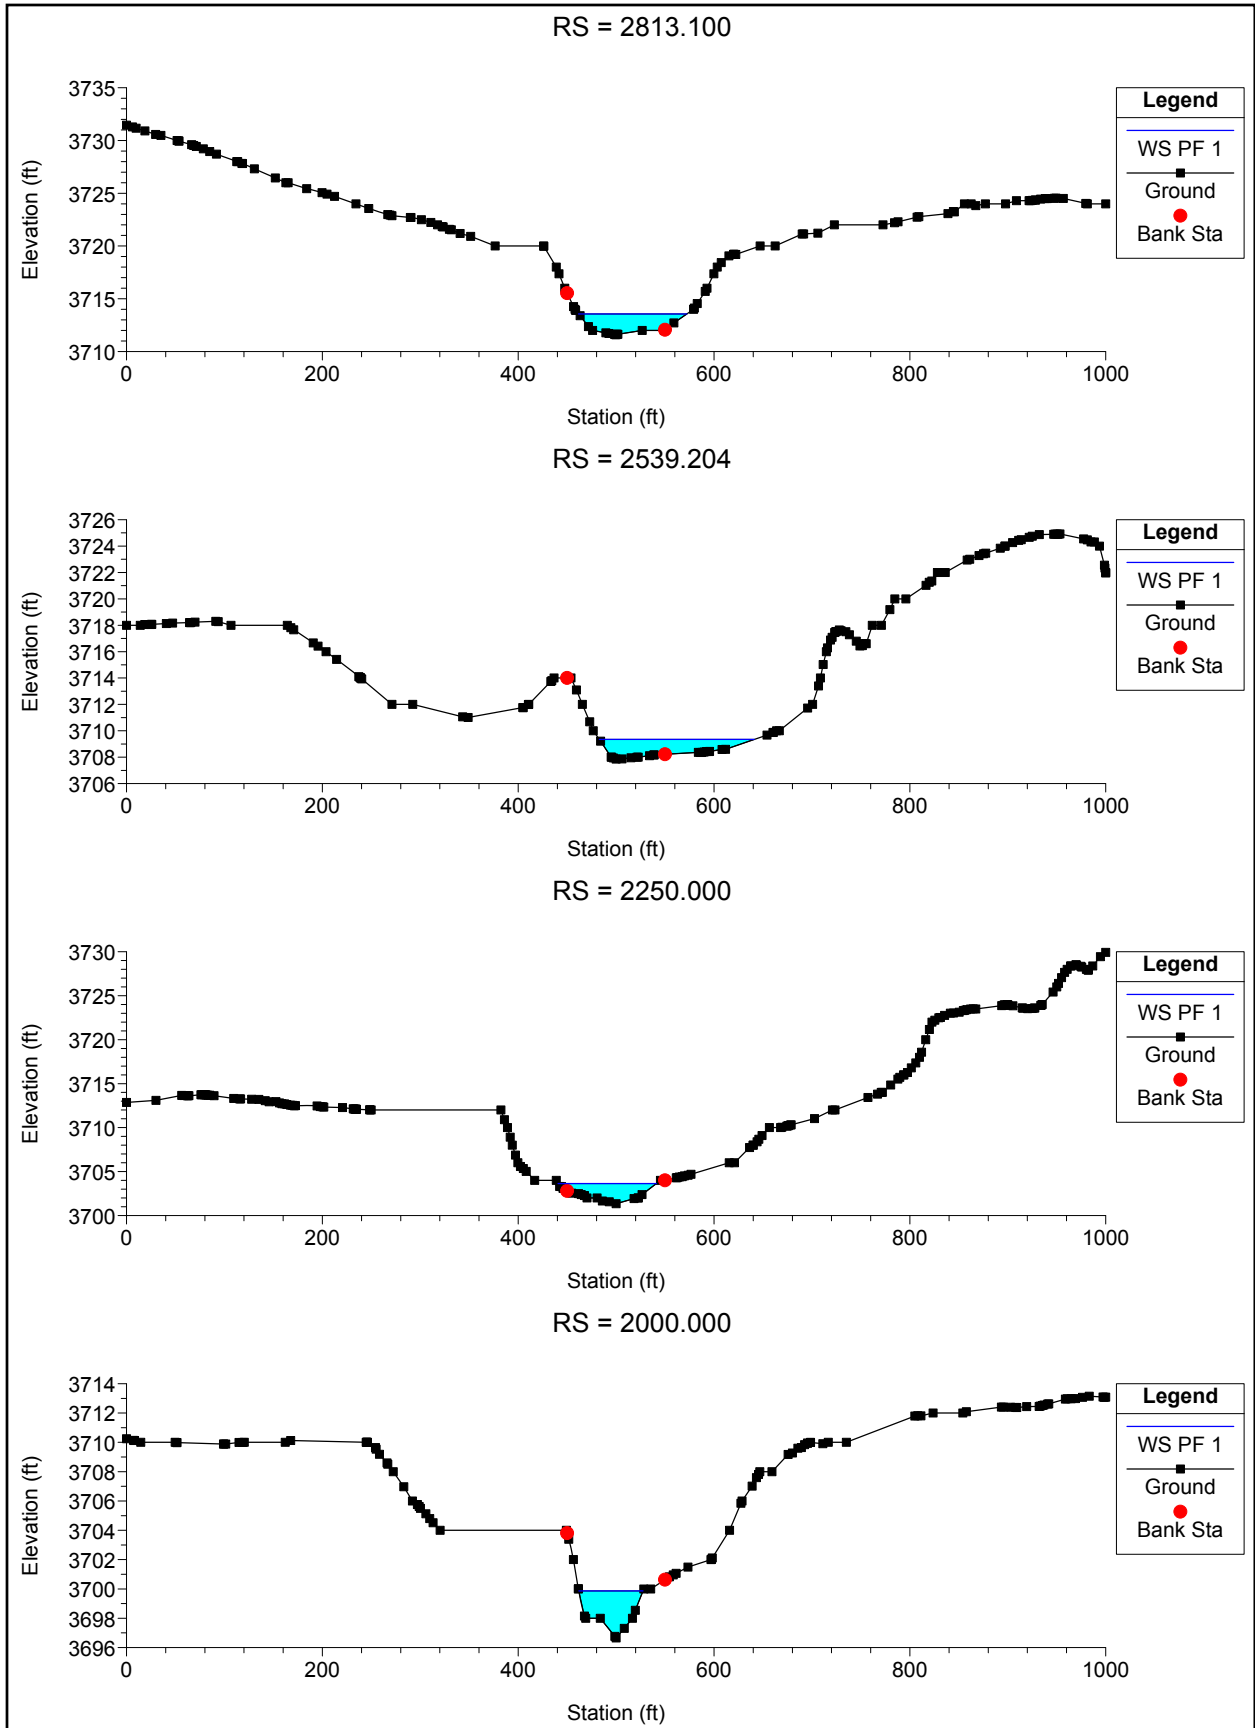 RS = 2813.100
Elevation (ft)
3735
3730
3725
3720
3715
3710
0 200 400 600 800 1000
Station (ft)
Legend
WS PF 1
Ground
Bank Sta
RS = 2539.204
Elevation (ft)
3726
3724
3722
3720
3718
3716
3714
3712
3710
3708
3706
0 200 400 600 800 1000
Station (ft)
Legend
WS PF 1
Ground
Bank Sta
RS = 2250.000
Elevation (ft)
3730
3725
3720
3715
3710
3705
3700
0 200 400 600 800 1000
Station (ft)
Legend
WS PF 1
Ground
Bank Sta
RS = 2000.000
Elevation (ft)
3714
3712
3710
3708
3706
3704
3702
3700
3698
3696
0 200 400 600 800 1000
Station (ft)
Legend
WS PF 1
Ground
Bank Sta